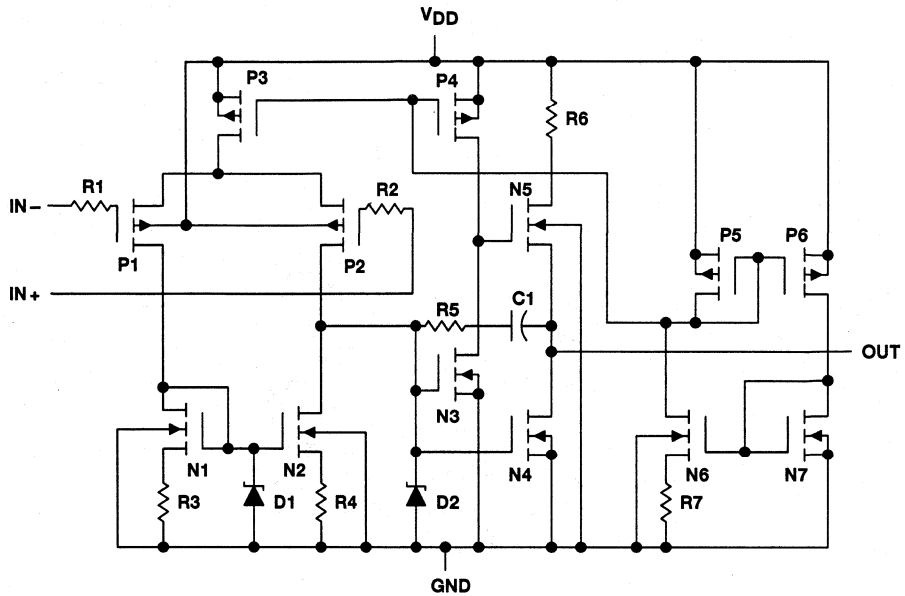 VDD
P3
P4
R6
R1
R2
N5
IN−
P5
P6
P1
P2
IN+
R5
C1
OUT
N3
N1
N2
N4
N6
N7
R3
D1
R4
D2
R7
GND